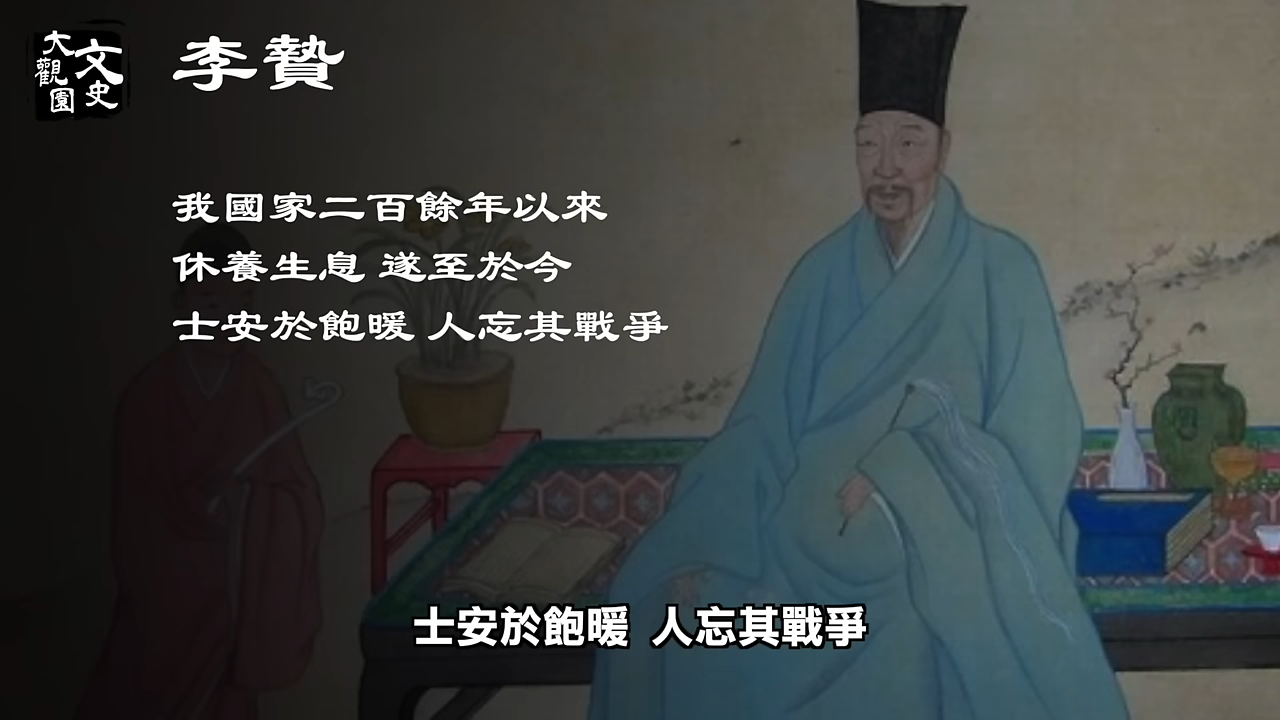 文史
大觀園
李贄
我國家二百餘年以來
休養生息 遂至於今
士安於飽暖 人忘其戰爭
士安於飽暖 人忘其戰爭